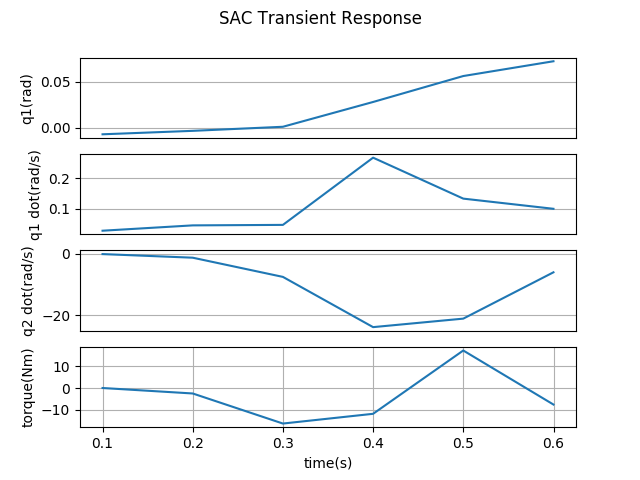 SAC Transient Response
q1(rad)
0.05
0.00
q1 dot(rad/s)
0.2
0.1
q2 dot(rad/s)
0
−20
torque(Nm)
10
0
−10
0.1 0.2 0.3 0.4 0.5 0.6
time(s)